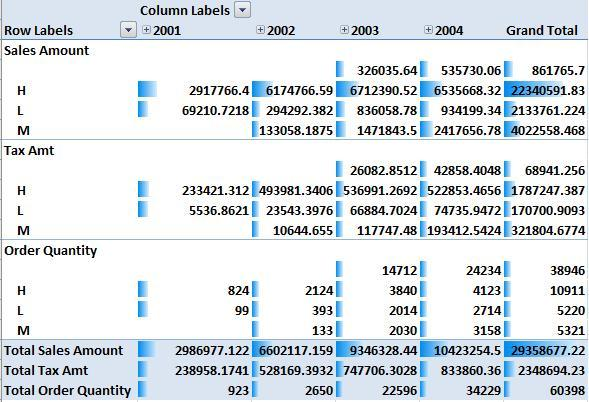 Column Labels
Row Labels 2001 2002 2003 2004 Grand Total
Sales Amount
326035.64 535730.06 861765.7
H 2917766.4 6174766.59 6712390.52 6535668.32 22340591.83
L 69210.7218 294292.382 836058.78 934199.34 2133761.224
M 133058.1875 1471843.5 2417656.78 4022558.468
Tax Amt
26082.8512 42858.4048 68941.256
H 233421.312 493981.3406 536991.2692 522853.4656 1787247.387
L 5536.8621 23543.3976 66884.7024 74735.9472 170700.9093
M 10644.655 117747.48 193412.5424 321804.6774
Order Quantity
14712 24234 38946
H 824 2124 3840 4123 10911
L 99 393 2014 2714 5220
M 133 2030 3158 5321
Total Sales Amount 2986977.122 6602117.159 9346328.44 10423254.5 29358677.22
Total Tax Amt 238958.1741 528169.3932 747706.3028 833860.36 2348694.23
Total Order Quantity 923 2650 22596 34229 60398